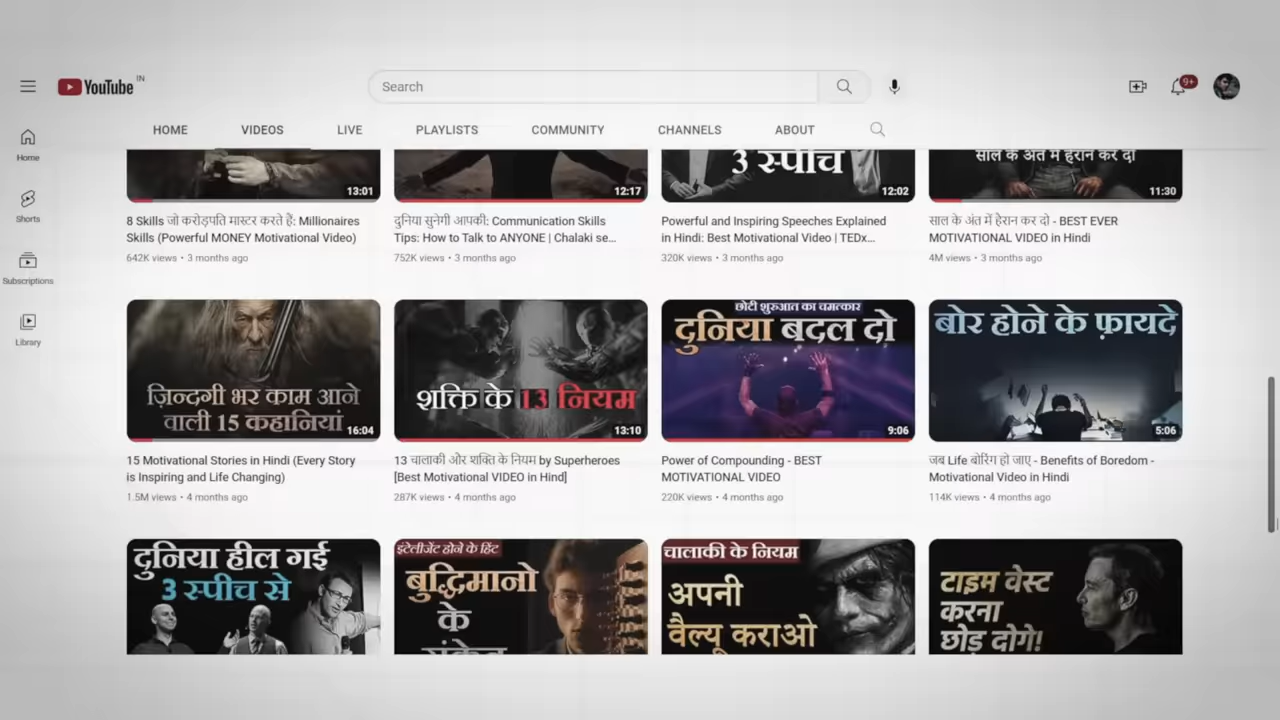 YouTube IN
Search
9+
HOME VIDEOS LIVE PLAYLISTS COMMUNITY CHANNELS ABOUT
Home
Shorts
Subscriptions
Library
13:01
8 Skills जो करोड़पति मास्टर करते हैं: Millionaires
Skills (Powerful MONEY Motivational Video)
642K views • 3 months ago
12:17
दुनिया सुनेगी आपकी: Communication Skills
Tips: How to Talk to ANYONE | Chalaki se...
752K views • 3 months ago
3 स्पीच
12:02
Powerful and Inspiring Speeches Explained
in Hindi: Best Motivational Video | TEDx...
320K views • 3 months ago
साल के अंत में हैरान कर दो
11:30
साल के अंत में हैरान कर दो - BEST EVER
MOTIVATIONAL VIDEO in Hindi
4M views • 3 months ago
ज़िन्दगी भर काम आने
वाली 15 कहानियां
16:04
15 Motivational Stories in Hindi (Every Story
is Inspiring and Life Changing)
1.5M views • 4 months ago
शक्ति के 13 नियम
13:10
13 चालाकी और शक्ति के नियम by Superheroes
[Best Motivational VIDEO in Hind]
287K views • 4 months ago
छोटी शुरुआत का चमत्कार
दुनिया बदल दो
9:06
Power of Compounding - BEST
MOTIVATIONAL VIDEO
220K views • 4 months ago
बोर होने के फ़ायदे
5:06
जब Life बोरिंग हो जाए - Benefits of Boredom -
Motivational Video in Hindi
114K views • 4 months ago
दुनिया हील गई
3 स्पीच से
इंटेलीजेंट होने के हिंट
बुद्धिमानो
के
संकेत
चालाकी के नियम
अपनी
वैल्यू कराओ
टाइम वेस्ट
करना
छोड़ दोगे!